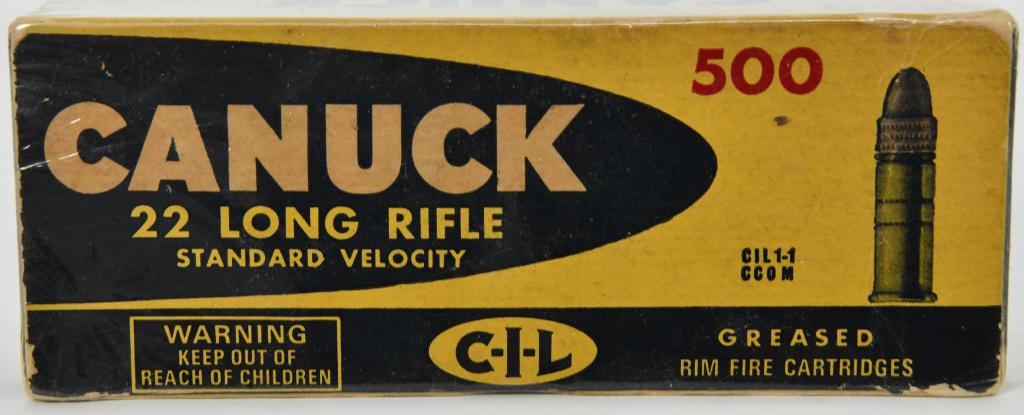 CANUCK
22 LONG RIFLE
STANDARD VELOCITY
500
CIL1-1
CCOM
WARNING
KEEP OUT OF
REACH OF CHILDREN
C-I-L
GREASED
RIM FIRE CARTRIDGES